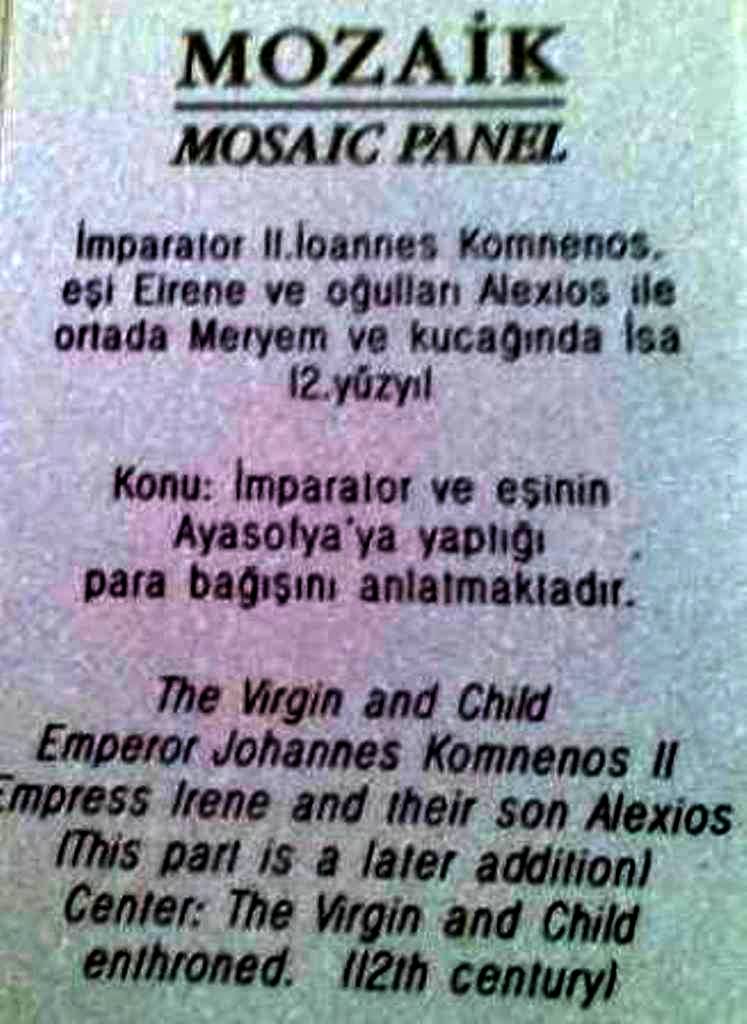 MOZAİK
MOSAIC PANEL
İmparator II.İoannes Komnenos,
eşi Eirene ve oğulları Alexios ile
ortada Meryem ve kucağında İsa
12.yüzyıl
Konu: İmparator ve eşinin
Ayasofya'ya yaptığı
para bağışını anlatmaktadır.
The Virgin and Child
Emperor Johannes Komnenos II
Empress Irene and their son Alexios
(This part is a later addition)
Center: The Virgin and Child
enthroned. (12th century)